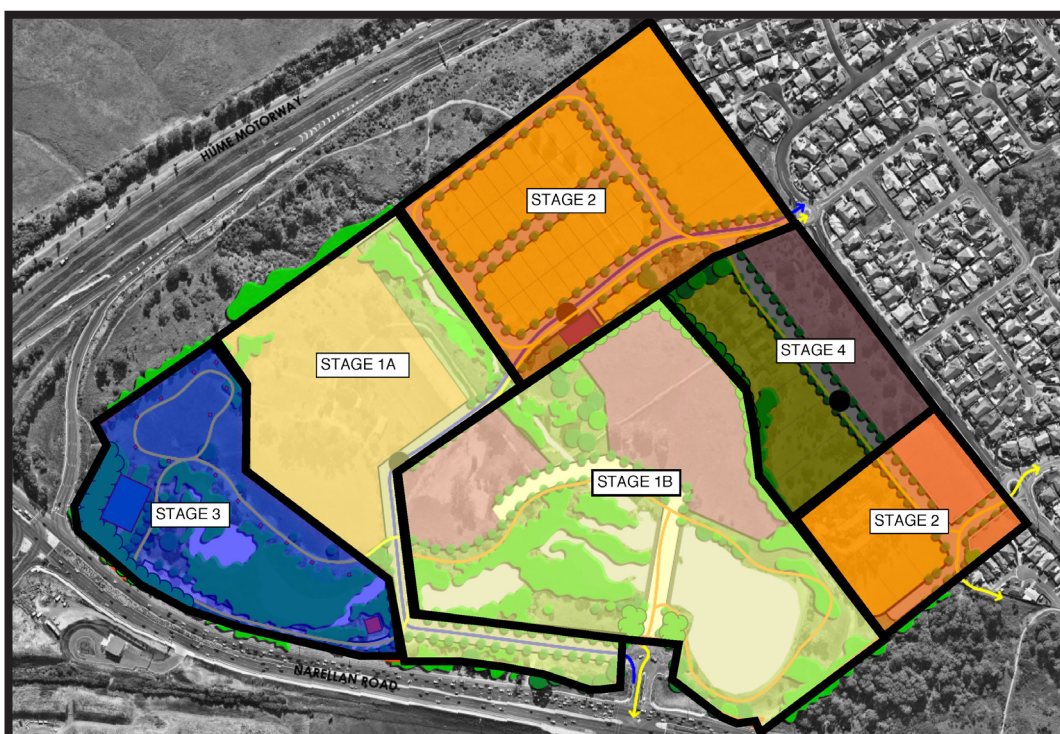 HUME MOTORWAY
STAGE 2
STAGE 1A
STAGE 4
STAGE 1B
STAGE 3
STAGE 2
NARELLAN ROAD